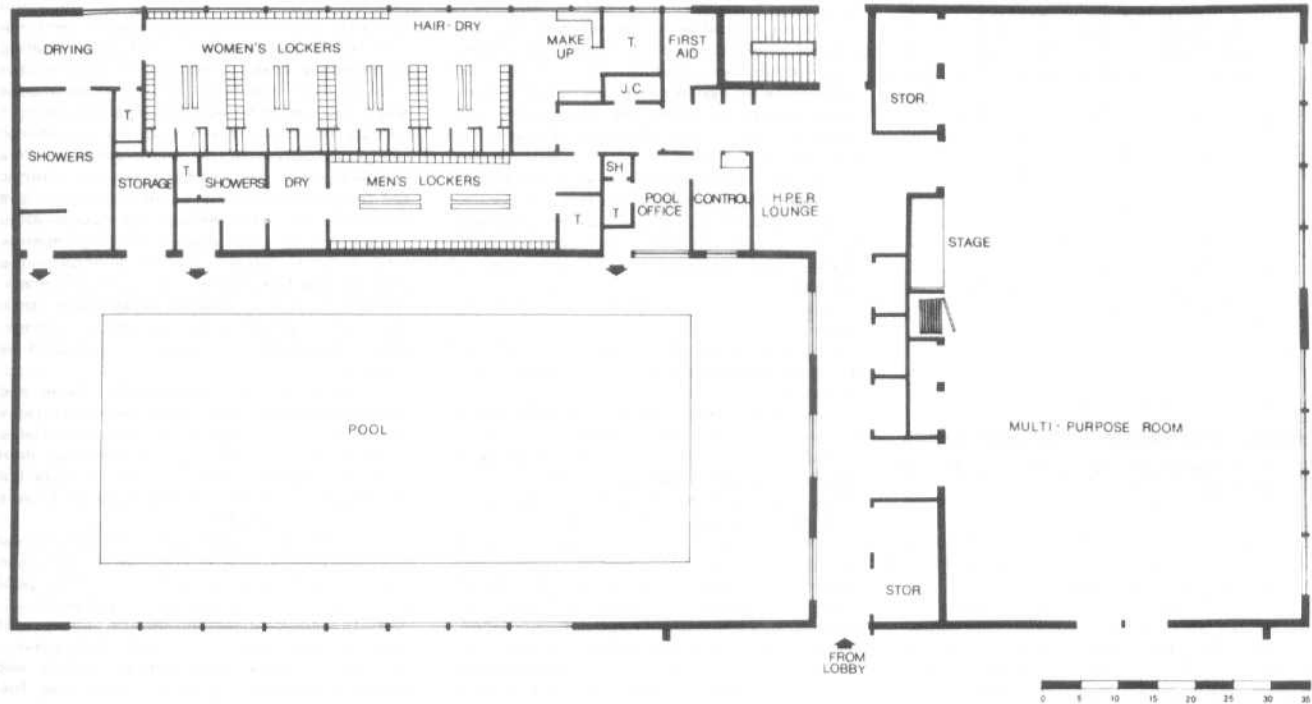 HAIR-DRY
DRYING
WOMEN'S LOCKERS
MAKE
UP
T.
FIRST
AID
J.C.
STOR.
T.
SHOWERS
STORAGE
T.
SHOWERS
DRY
MEN'S LOCKERS
T.
SH
T
POOL
OFFICE
CONTROL
H.P.E.R.
LOUNGE
STAGE
POOL
MULTI-PURPOSE ROOM
STOR
FROM
LOBBY
0 5 10 15 20 25 30 35